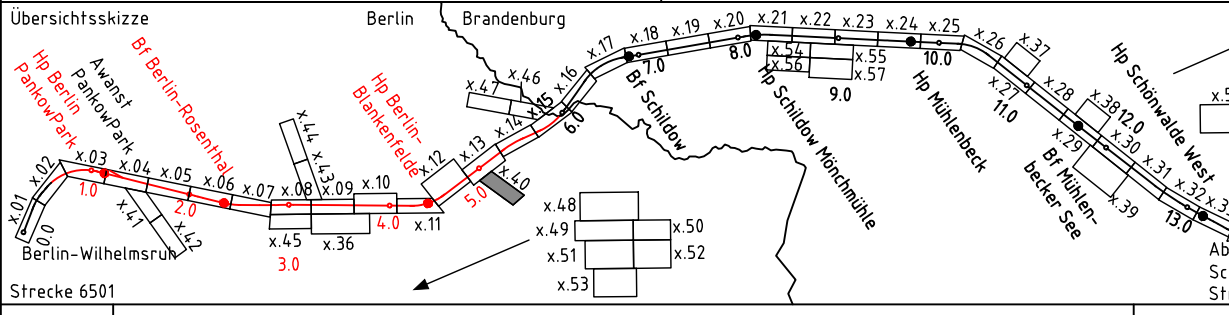 Übersichtsskizze
Berlin
Brandenburg
Hp Berlin
PankowPark
Awanst
PankowPark
Bf Berlin-Rosenthal
Hp Berlin-
Blankenfelde
Bf Schildow
Hp Schildow Mönchmühle
Hp Mühlenbeck
Bf Mühlen-
becker See
Hp Schönwalde West
x.01
x.02
x.03
x.04
x.05
x.06
x.07
x.08
x.09
x.10
x.11
x.12
x.13
x.14
x.15
x.16
x.17
x.18
x.19
x.20
x.21
x.22
x.23
x.24
x.25
x.26
x.27
x.28
x.29
x.30
x.31
x.32
x.36
x.37
x.38
x.39
x.40
x.41
x.42
x.43
x.44
x.45
x.46
x.47
x.48
x.49
x.50
x.51
x.52
x.53
x.54
x.55
x.56
x.57
0.0
1.0
2.0
3.0
4.0
5.0
6.0
7.0
8.0
9.0
10.0
11.0
12.0
13.0
Berlin-Wilhelmsruh
Strecke 6501
Ab
Sc